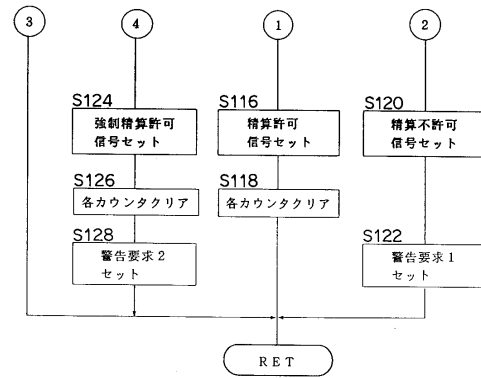 3
4
1
2
S124
強制精算許可
信号セット
S116
精算許可
信号セット
S120
精算不許可
信号セット
S126
各カウンタクリア
S118
各カウンタクリア
S128
警告要求2
セット
S122
警告要求1
セット
RET